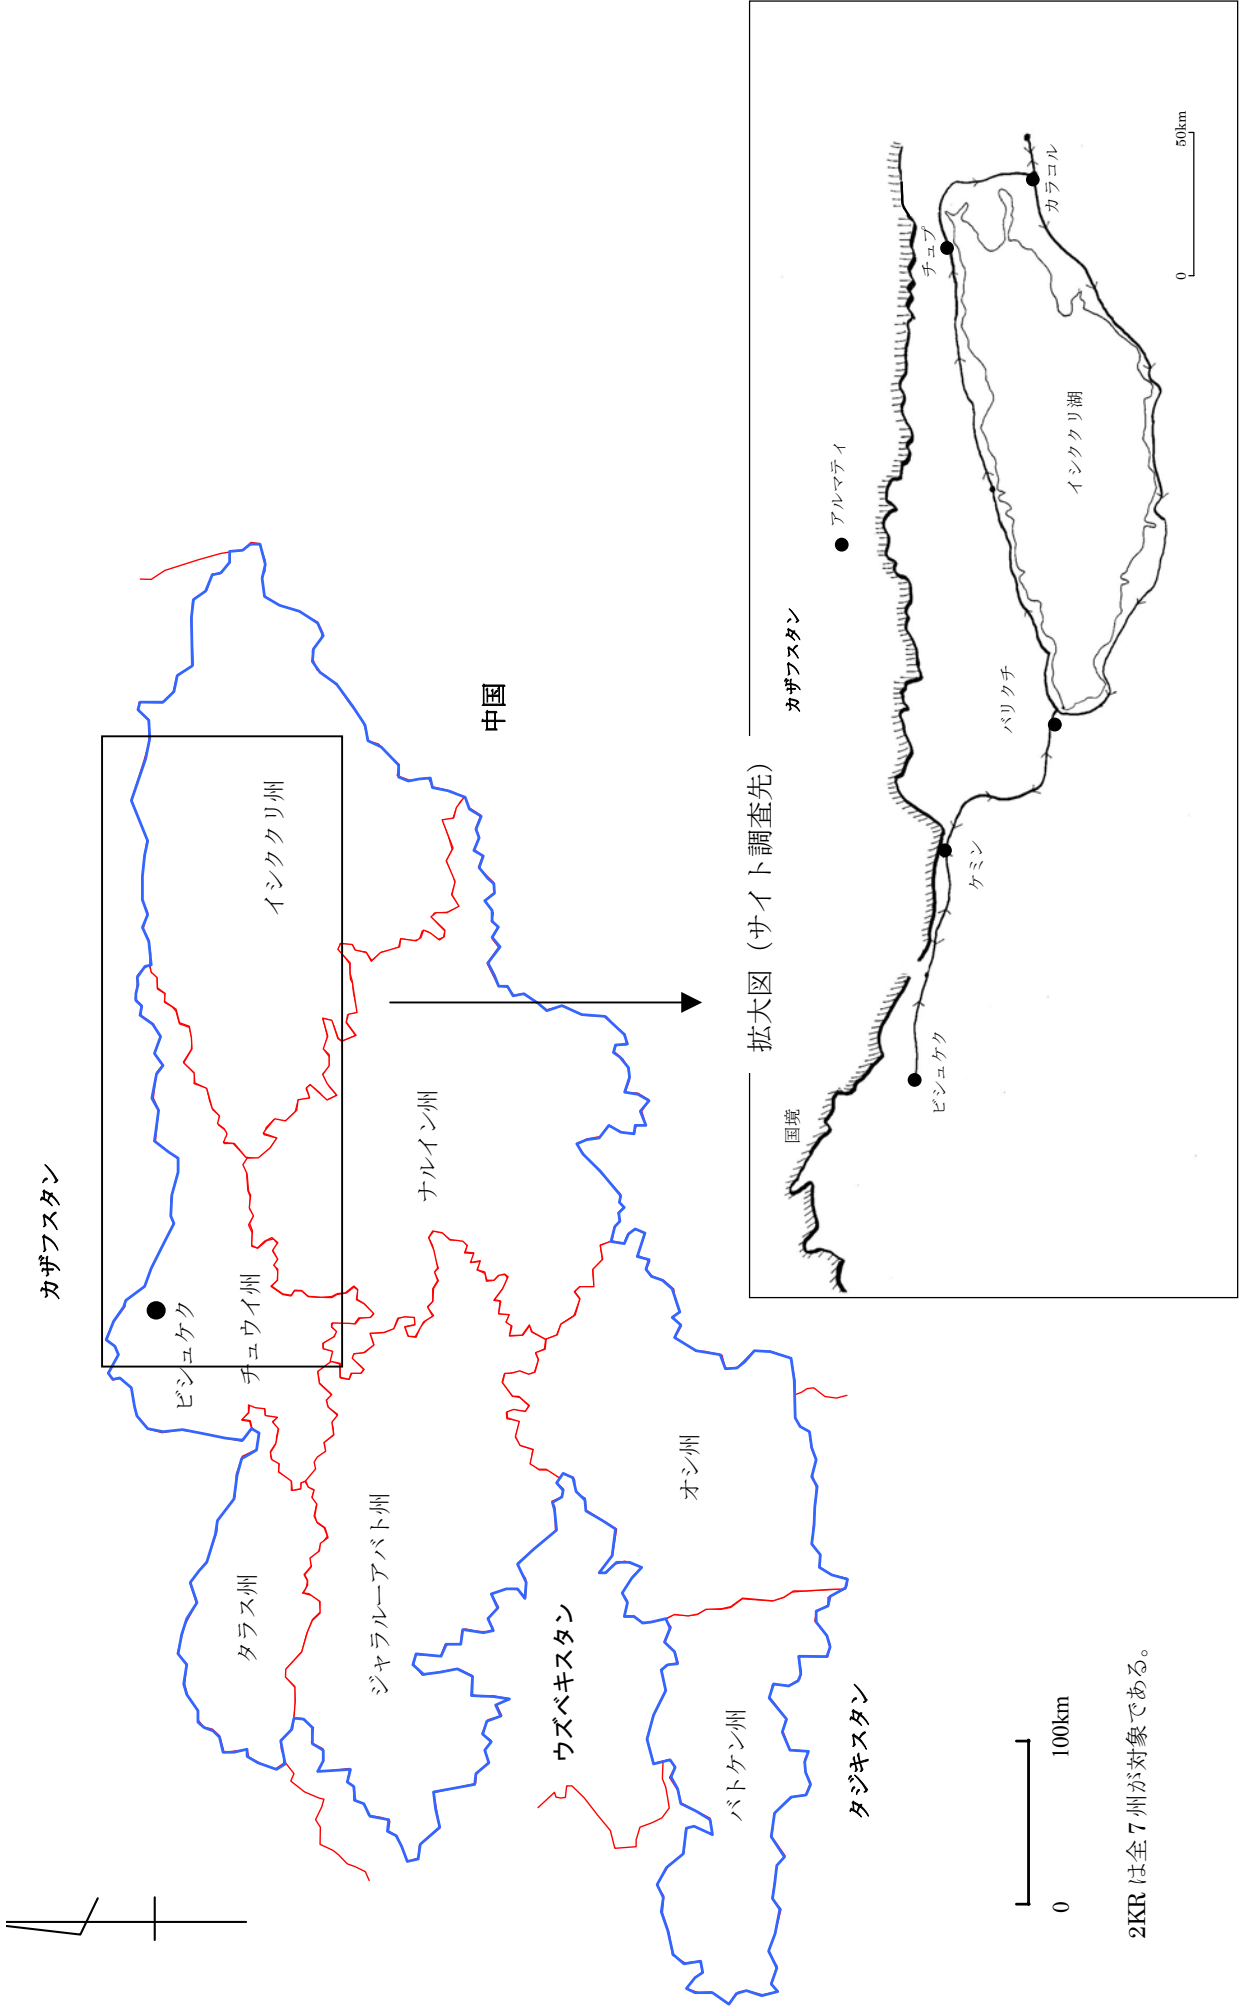 カザフスタン
ビシュケク
チュウイ州
イシククリ州
タラス州
ジャラルーアバト州
ナルイン州
中国
オシ州
ウズベキスタン
バトケン州
タジキスタン
0
100km
2KR は全 7 州が対象である。
拡大図（サイト調査先）
国境
カザフスタン
アルマティ
ビシュケク
ケミン
バリクチ
チュプ
カラコル
イシククリ湖
0
50km